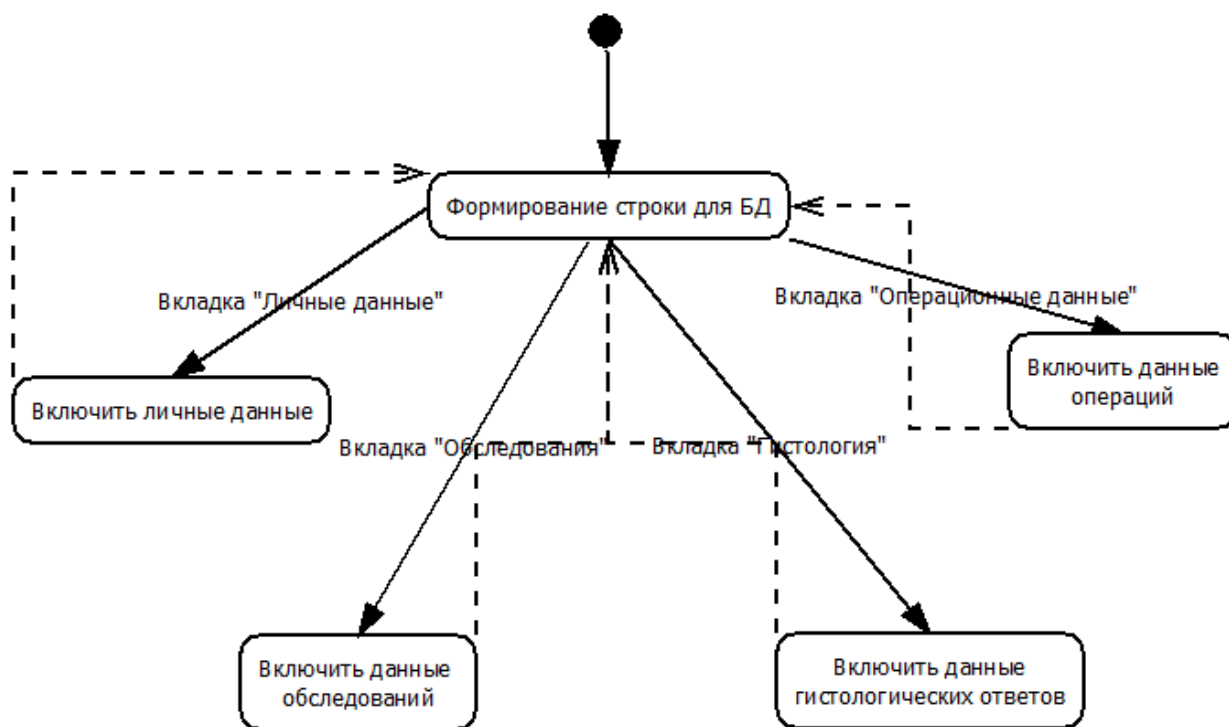 Формирование строки для БД
Вкладка "Личные данные"
Вкладка "Операционные данные"
Включить данные
операций
Включить личные данные
Вкладка "Обследования"
Вкладка "Гистология"
Включить данные
обследований
Включить данные
гистологических ответов